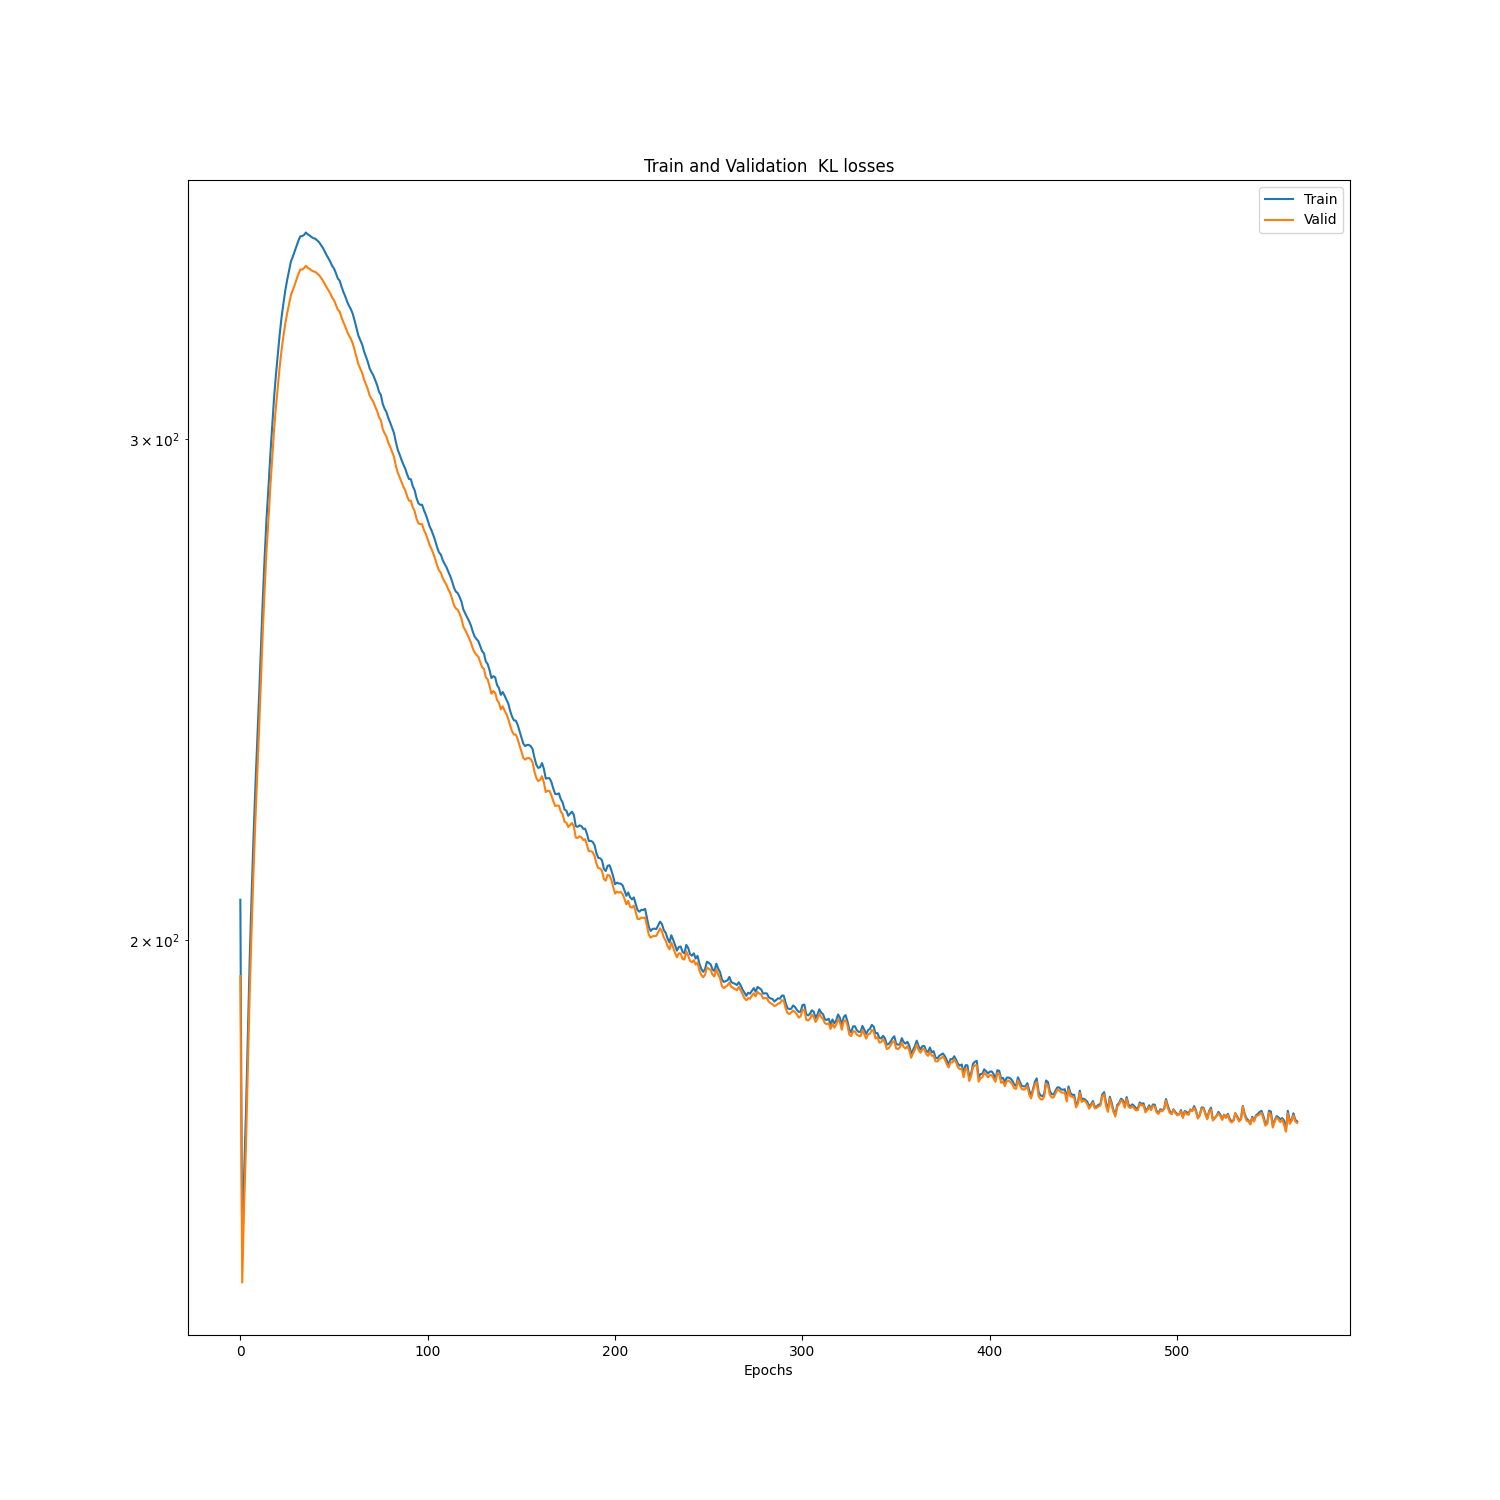 Train and Validation  KL losses
Train
Valid
3 × 10²
2 × 10²
0 100 200 300 400 500
Epochs